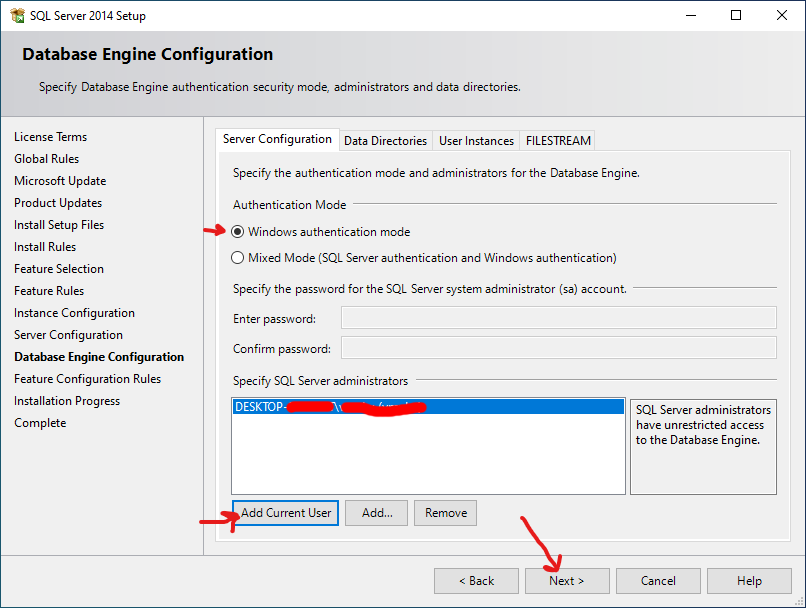 SQL Server 2014 Setup
Database Engine Configuration
Specify Database Engine authentication security mode, administrators and data directories.
License Terms
Global Rules
Microsoft Update
Product Updates
Install Setup Files
Install Rules
Feature Selection
Feature Rules
Instance Configuration
Server Configuration
Database Engine Configuration
Feature Configuration Rules
Installation Progress
Complete
Server Configuration Data Directories User Instances FILESTREAM
Specify the authentication mode and administrators for the Database Engine.
Authentication Mode
Windows authentication mode
Mixed Mode (SQL Server authentication and Windows authentication)
Specify the password for the SQL Server system administrator (sa) account.
Enter password:
Confirm password:
Specify SQL Server administrators
DESKTOP-
SQL Server administrators
have unrestricted access
to the Database Engine.
Add Current User Add... Remove
< Back Next > Cancel Help